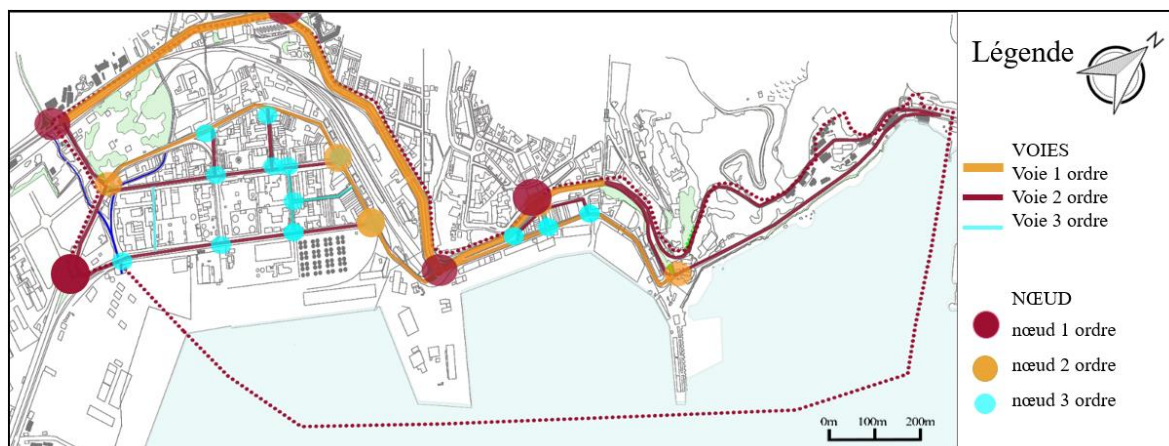 Légende
N
VOIES
Voie 1 ordre
Voie 2 ordre
Voie 3 ordre
NŒUD
nœud 1 ordre
nœud 2 ordre
nœud 3 ordre
0m 100m 200m